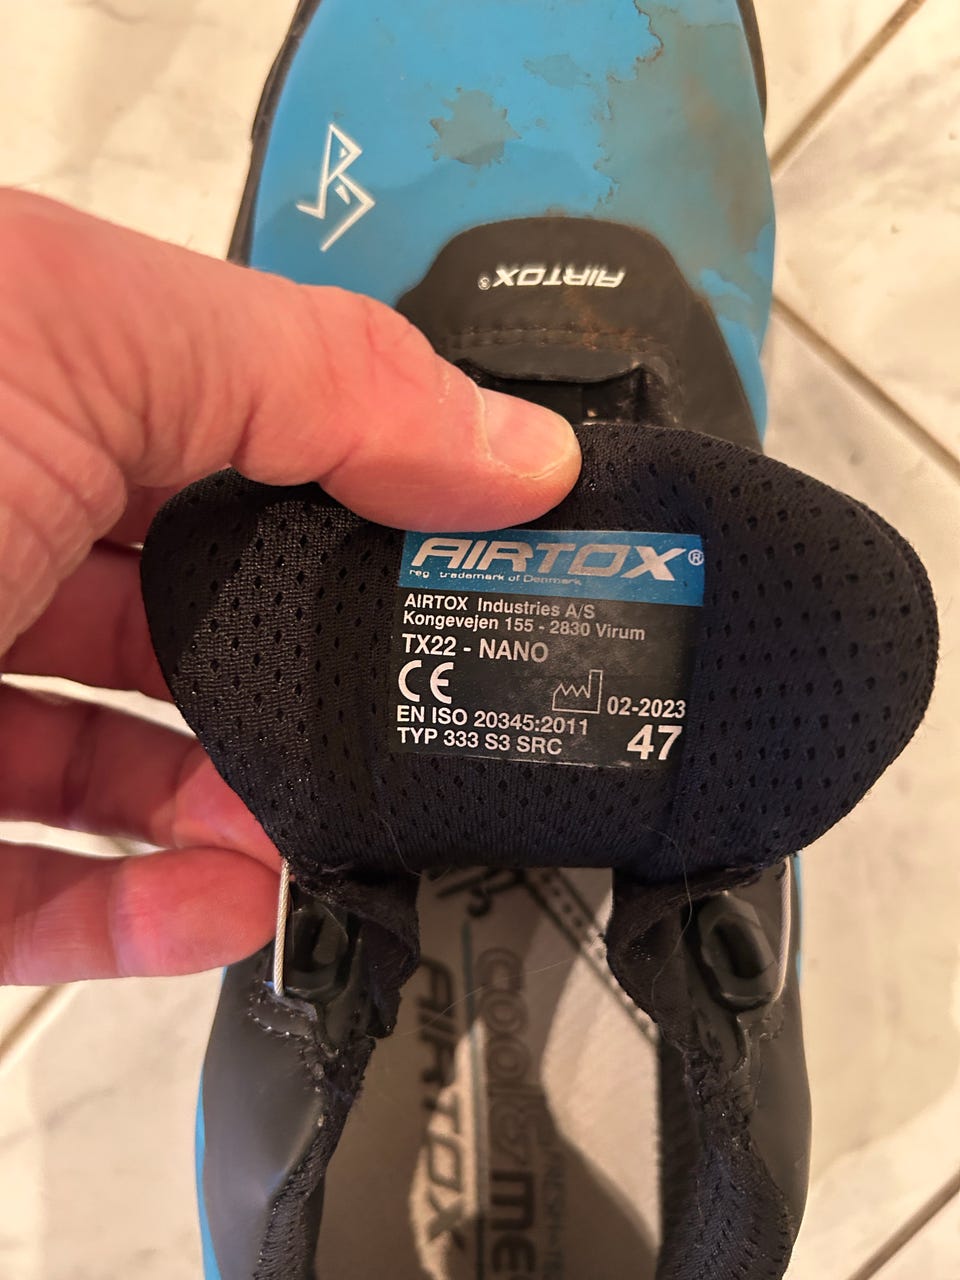 AIRTOX®
AIRTOX®
reg. trademark of Denmark
AIRTOX Industries A/S
Kongevejen 155 - 2830 Virum
TX22 - NANO
CE
02-2023
EN ISO 20345:2011
TYP 333 S3 SRC
47
AIRTOX